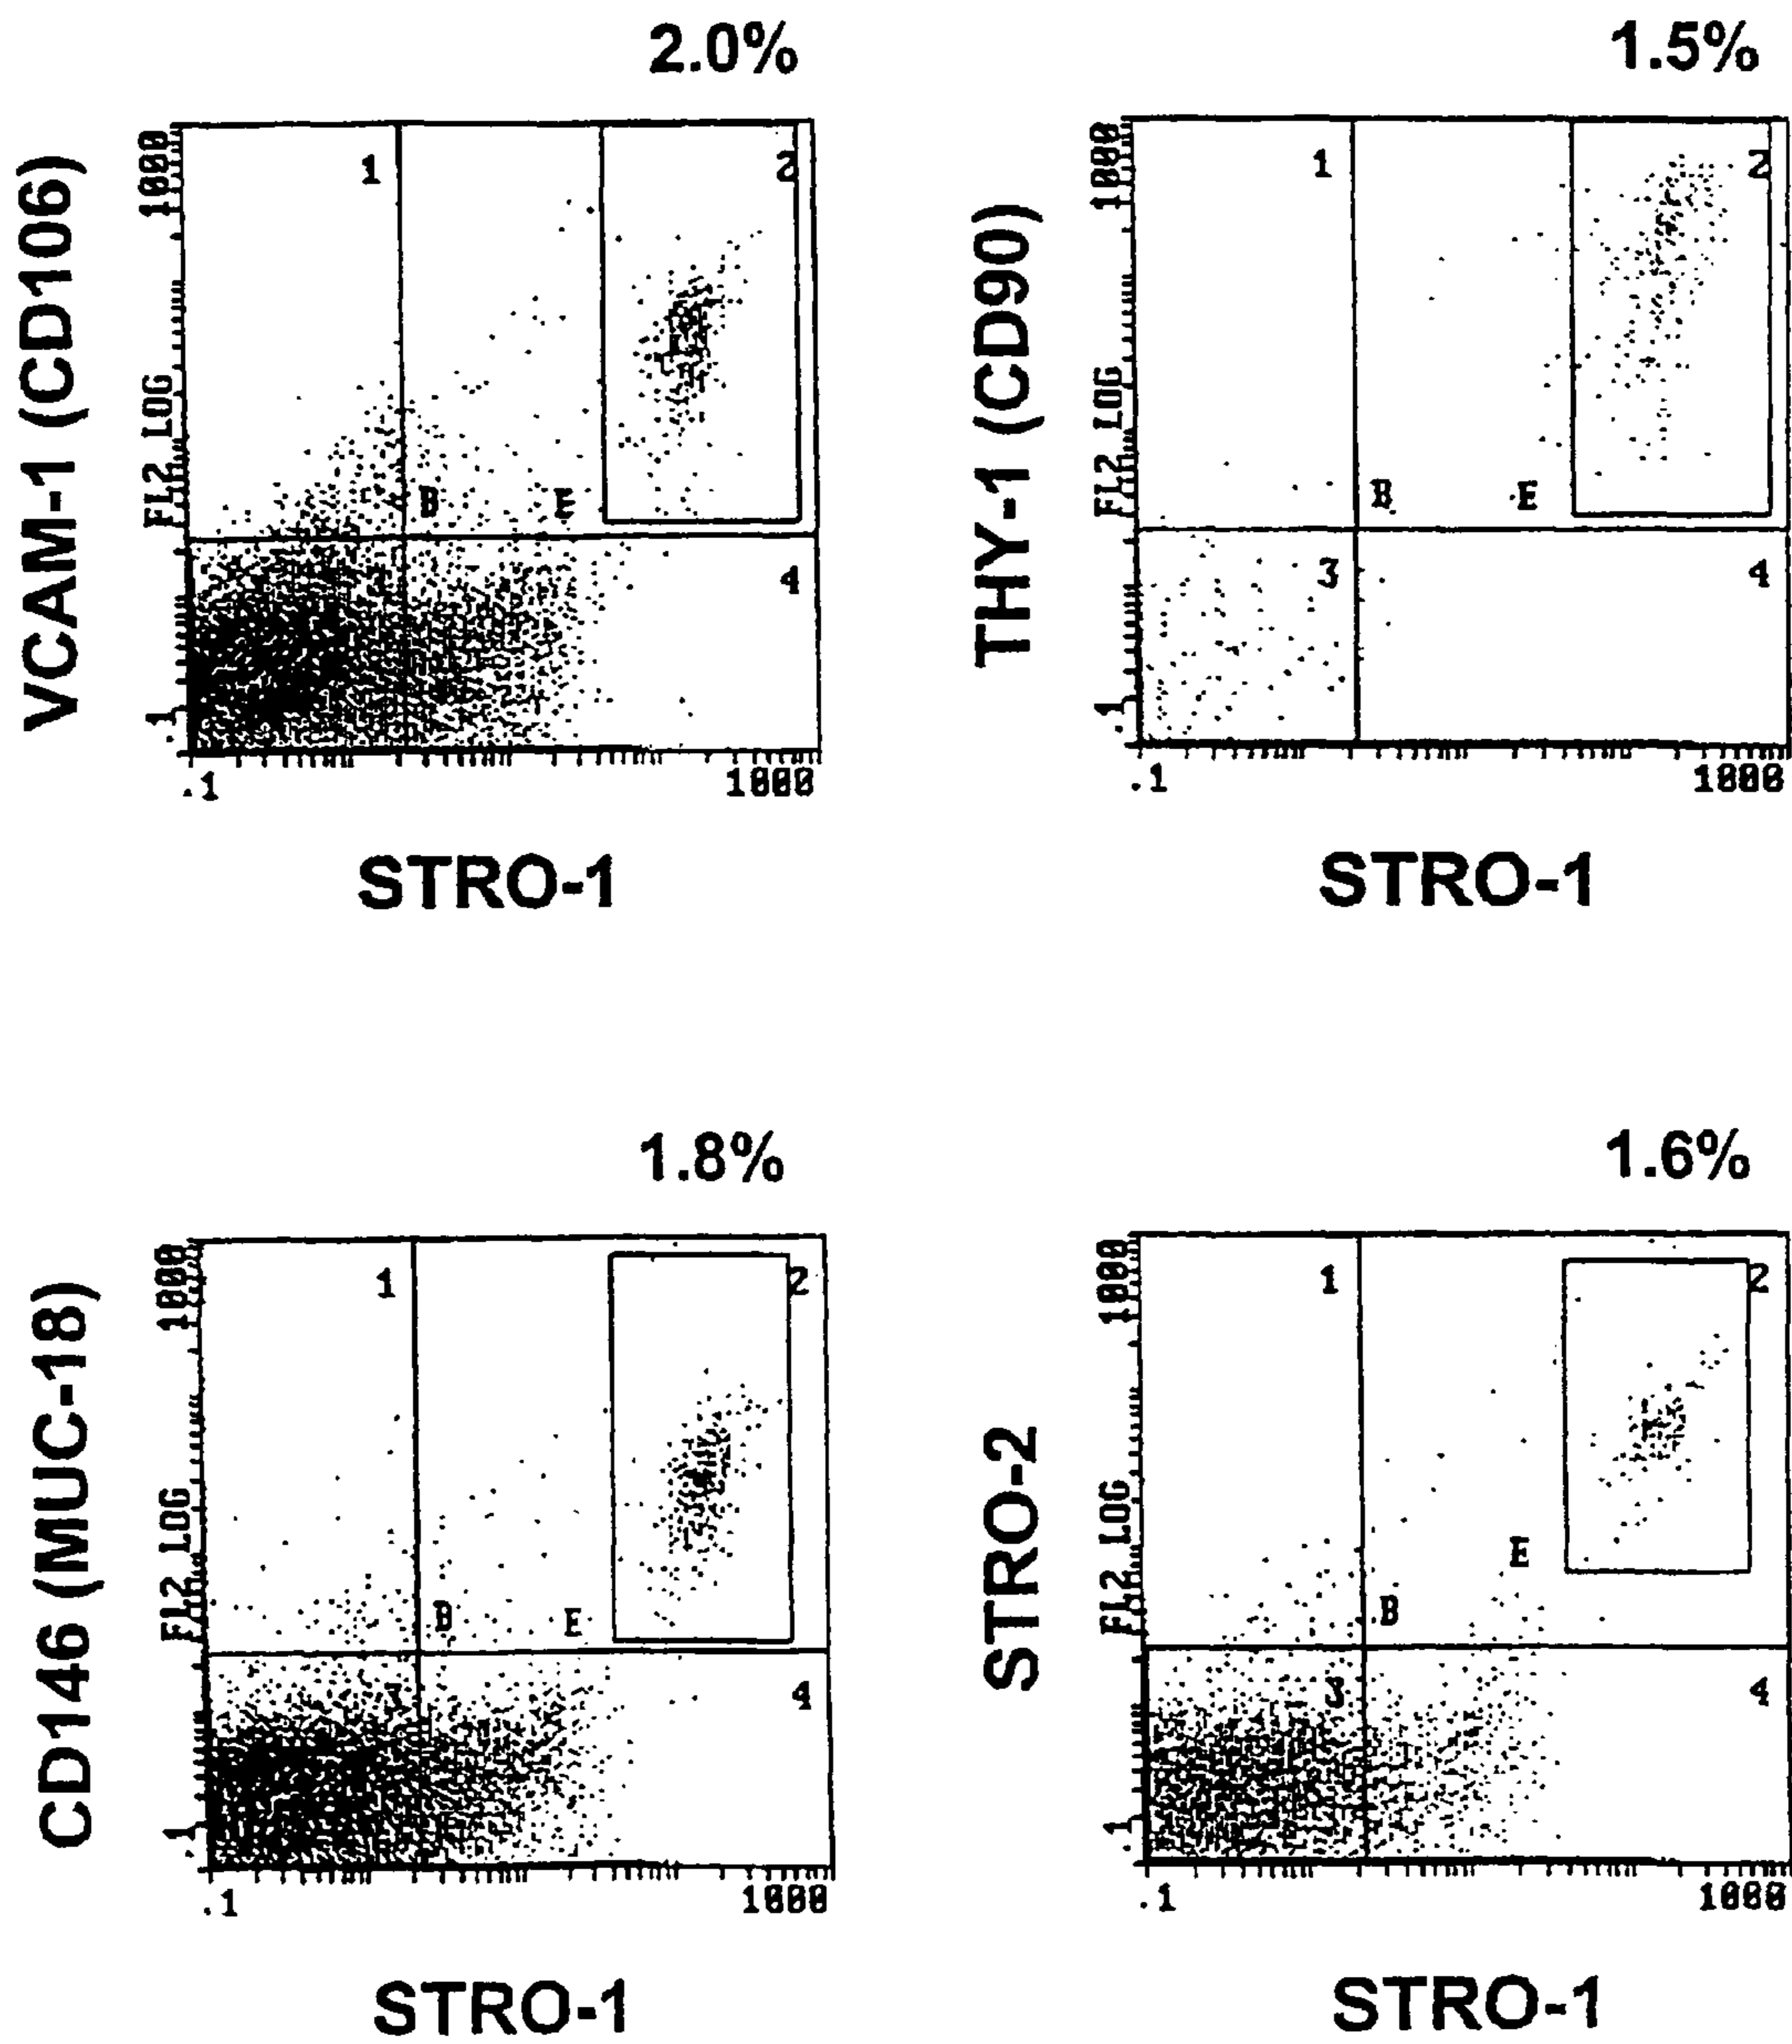 2.0%
VCAM-1 (CD106)
FL2 LOG
1000
.1
1
2
B
E
4
.1
1000
STRO-1
1.5%
THY-1 (CD90)
FL2 LOG
1000
.1
1
2
B
E
3
4
.1
1000
STRO-1
1.8%
CD146 (MUC-18)
FL2 LOG
1000
.1
1
2
B
E
3
4
.1
1000
STRO-1
1.6%
STRO-2
FL2 LOG
1000
.1
1
2
E
B
3
4
.1
1000
STRO-1